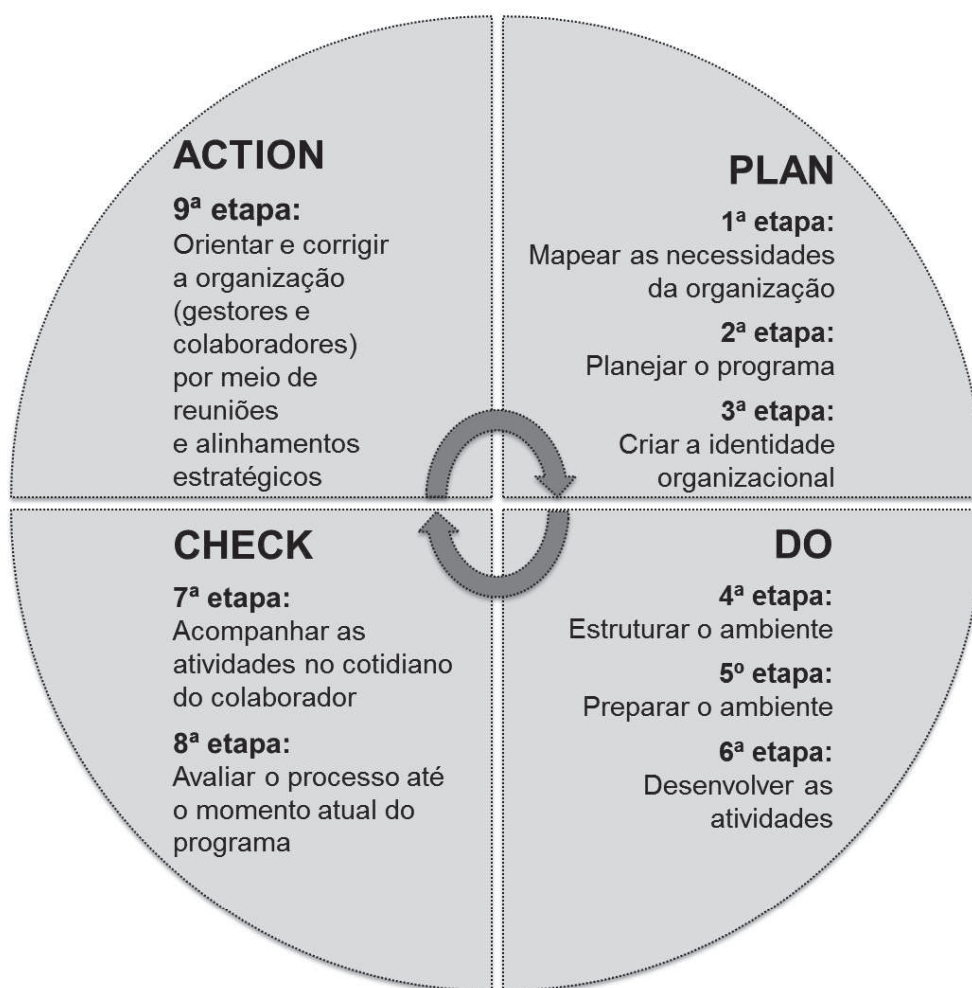 ACTION
9ª etapa:
Orientar e corrigir
a organização
(gestores e
colaboradores)
por meio de
reuniões
e alinhamentos
estratégicos
PLAN
1ª etapa:
Mapear as necessidades
da organização
2ª etapa:
Planejar o programa
3ª etapa:
Criar a identidade
organizacional
CHECK
7ª etapa:
Acompanhar as
atividades no cotidiano
do colaborador
8ª etapa:
Avaliar o processo até
o momento atual do
programa
DO
4ª etapa:
Estruturar o ambiente
5º etapa:
Preparar o ambiente
6ª etapa:
Desenvolver as
atividades